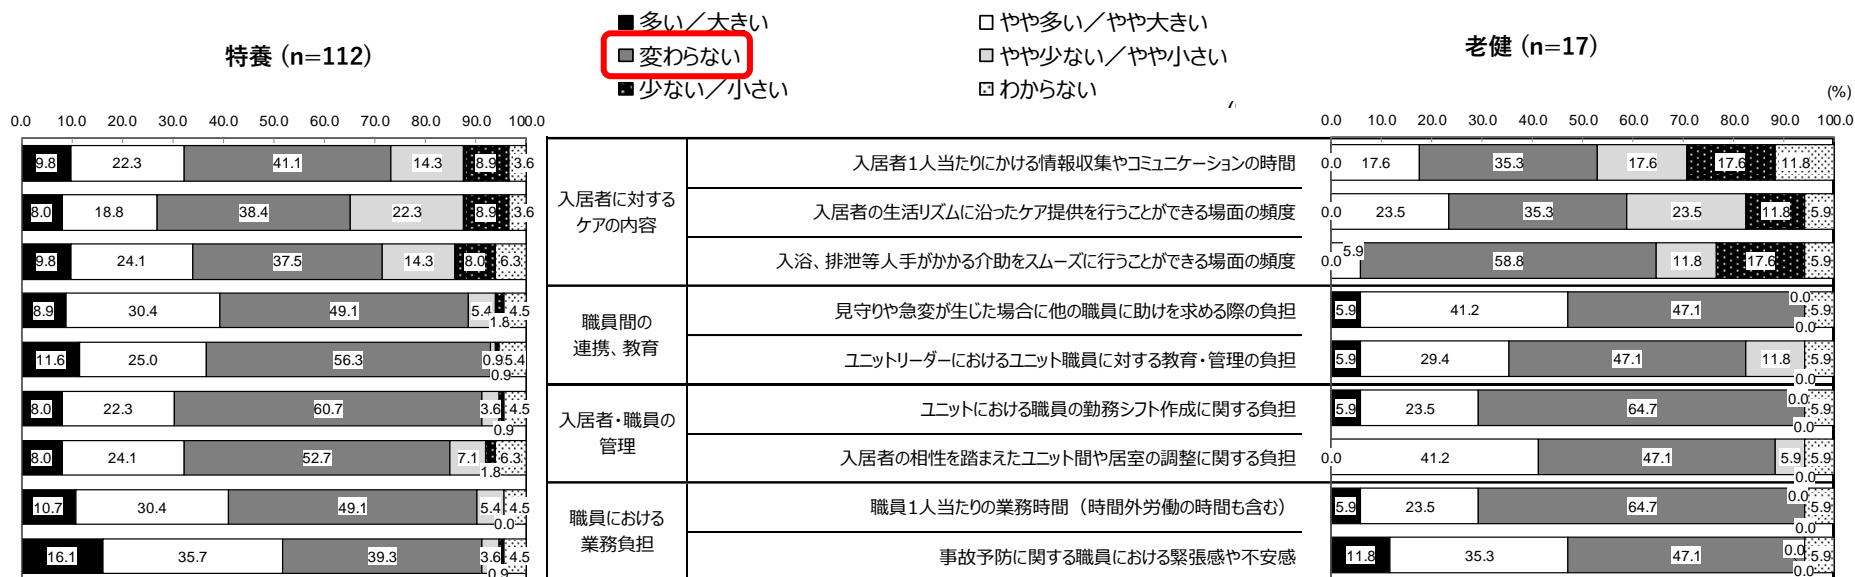 ■多い／大きい □やや多い／やや大きい
特養 (n=112) ■変わらない □やや少ない／やや小さい 老健 (n=17)
■少ない／小さい □わからない
(%)
0.0 10.0 20.0 30.0 40.0 50.0 60.0 70.0 80.0 90.0 100.0
0.0 10.0 20.0 30.0 40.0 50.0 60.0 70.0 80.0 90.0 100.0
入居者に対する
ケアの内容
9.8 22.3 41.1 14.3 8.9 3.6 入居者1人当たりにかける情報収集やコミュニケーションの時間 0.0 17.6 35.3 17.6 17.6 11.8
8.0 18.8 38.4 22.3 8.9 3.6 入居者の生活リズムに沿ったケア提供を行うことができる場面の頻度 0.0 23.5 35.3 23.5 11.8 5.9
9.8 24.1 37.5 14.3 8.0 6.3 入浴、排泄等人手がかかる介助をスムーズに行うことができる場面の頻度 0.0 5.9 58.8 11.8 17.6 5.9
職員間の
連携、教育
8.9 30.4 49.1 5.4 1.8 4.5 見守りや急変が生じた場合に他の職員に助けを求める際の負担 5.9 41.2 47.1 0.0 0.0 5.9
11.6 25.0 56.3 0.9 0.9 5.4 ユニットリーダーにおけるユニット職員に対する教育・管理の負担 5.9 29.4 47.1 11.8 0.0 5.9
入居者・職員の
管理
8.0 22.3 60.7 3.6 0.9 4.5 ユニットにおける職員の勤務シフト作成に関する負担 5.9 23.5 64.7 0.0 0.0 5.9
8.0 24.1 52.7 7.1 1.8 6.3 入居者の相性を踏まえたユニット間や居室の調整に関する負担 0.0 41.2 47.1 5.9 0.0 5.9
職員における
業務負担
10.7 30.4 49.1 5.4 0.0 4.5 職員1人当たりの業務時間（時間外労働の時間も含む） 5.9 23.5 64.7 0.0 0.0 5.9
16.1 35.7 39.3 3.6 0.9 4.5 事故予防に関する職員における緊張感や不安感 11.8 35.3 47.1 0.0 0.0 5.9